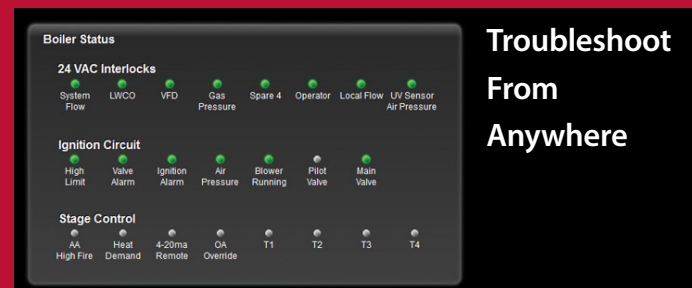 Boiler Status
24 VAC Interlocks
System Flow LWCO VFD Gas Pressure Spare 4 Operator Local Flow UV Sensor Air Pressure
Ignition Circuit
High Limit Valve Alarm Ignition Alarm Air Pressure Blower Running Pilot Valve Main Valve
Stage Control
AA High Fire Heat Demand 4-20ma Remote OA Override T1 T2 T3 T4
Troubleshoot
From
Anywhere